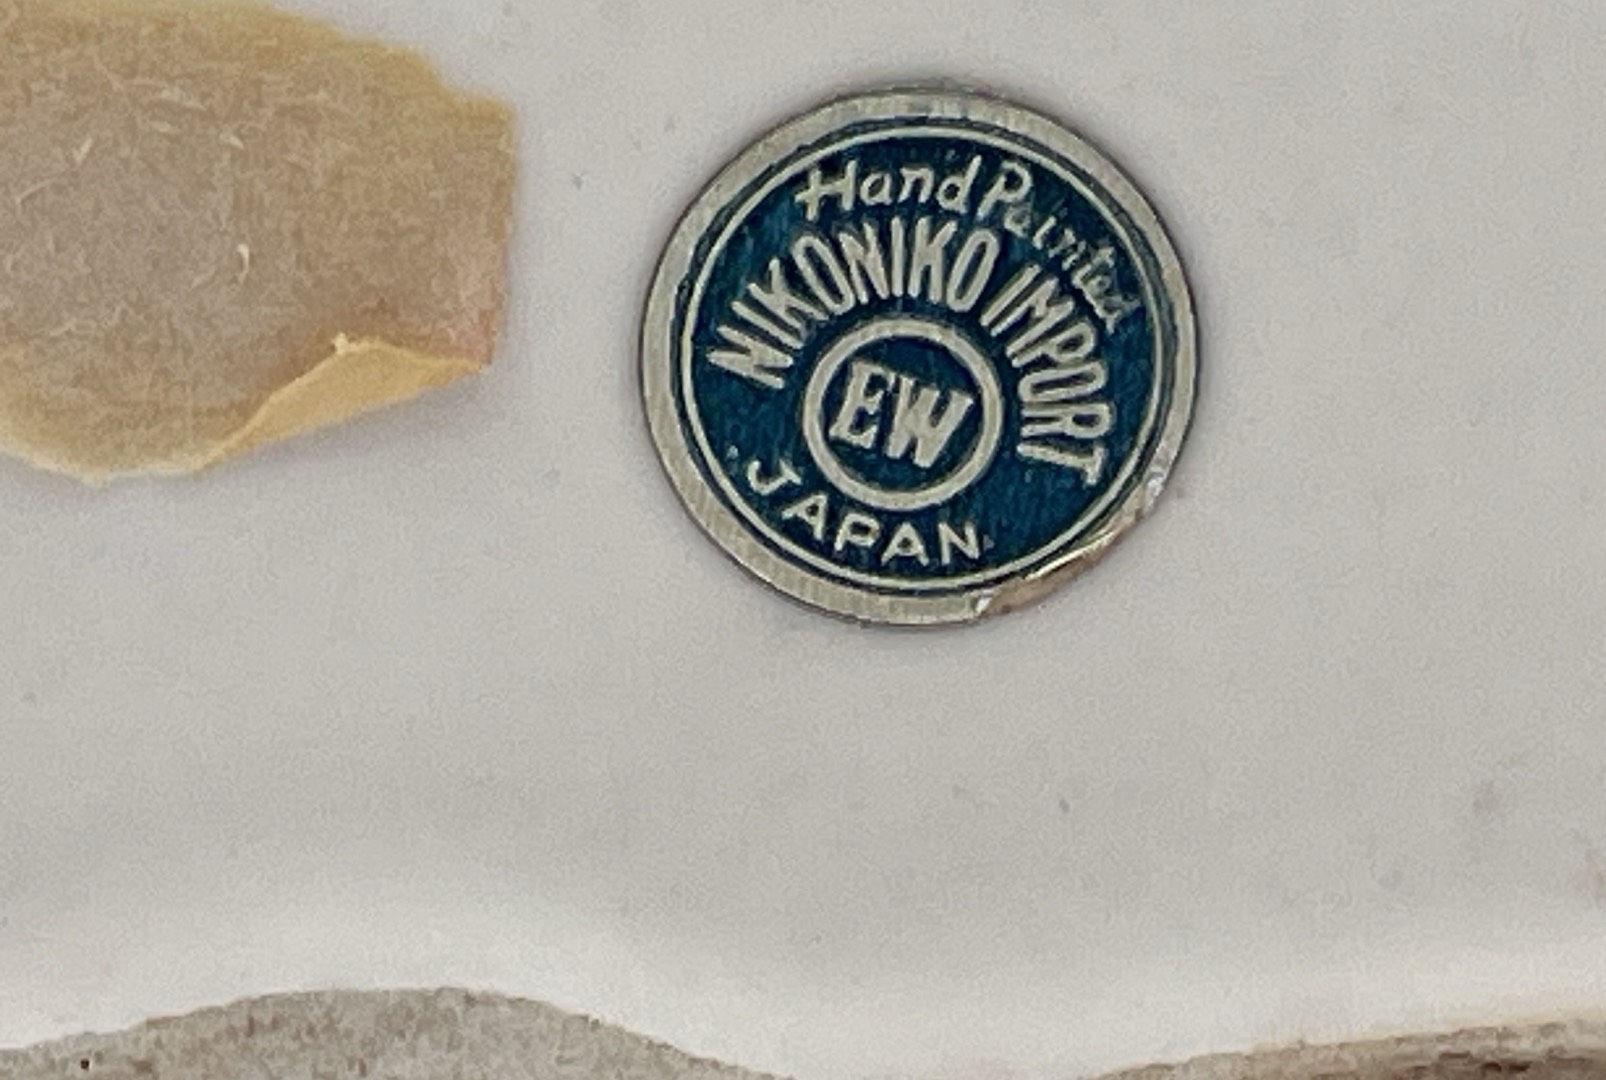 Hand Painted
NIKONIKO IMPORT
EW
JAPAN